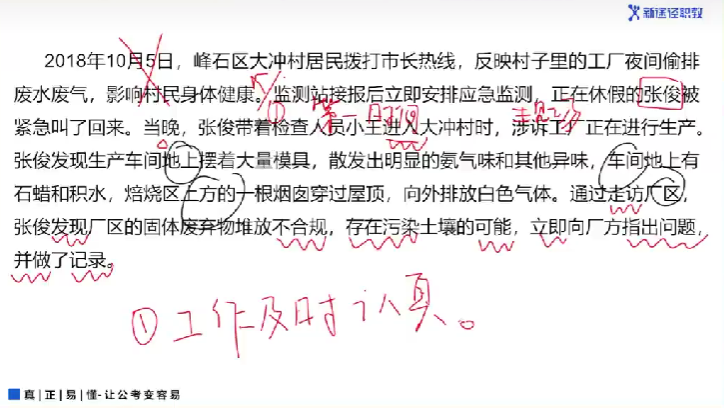 新途径职教
2018年10月5日，峰石区大冲村居民拨打市长热线，反映村子里的工厂夜间偷排
废水废气，影响村民身体健康。监测站接报后立即安排应急监测，正在休假的张俊被
① 第一时间
紧急叫了回来。当晚，张俊带着检查人员小王进入大冲村时，涉诉工厂正在进行生产。
张俊发现生产车间地上摆着大量模具，散发出明显的氨气味和其他异味，车间地上有
石蜡和积水，焙烧区上方的一根烟囱穿过屋顶，向外排放白色气体。通过走访厂区，
张俊发现厂区的固体废弃物堆放不合规，存在污染土壤的可能，立即向厂方指出问题，
并做了记录。
①工作及时认真。
真|正|易|懂-让公考变容易